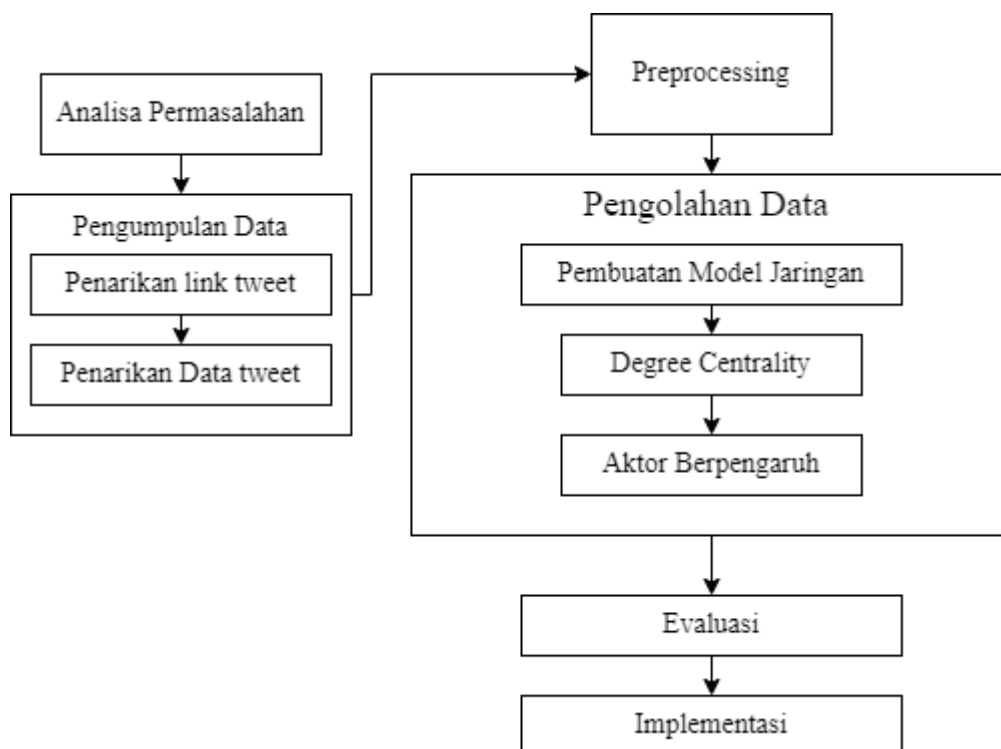 Analisa Permasalahan
Pengumpulan Data
Penarikan link tweet
Penarikan Data tweet
Preprocessing
Pengolahan Data
Pembuatan Model Jaringan
Degree Centrality
Aktor Berpengaruh
Evaluasi
Implementasi